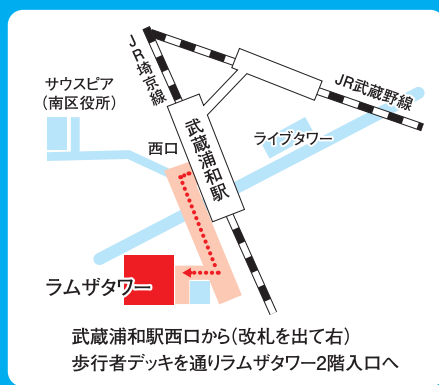 JR埼京線
サウスピア
(南区役所)
JR武蔵野線
西口
武蔵浦和駅
ライブタワー
ラムザタワー
武蔵浦和駅西口から(改札を出て右)
歩行者デッキを通りラムザタワー2階入口へ